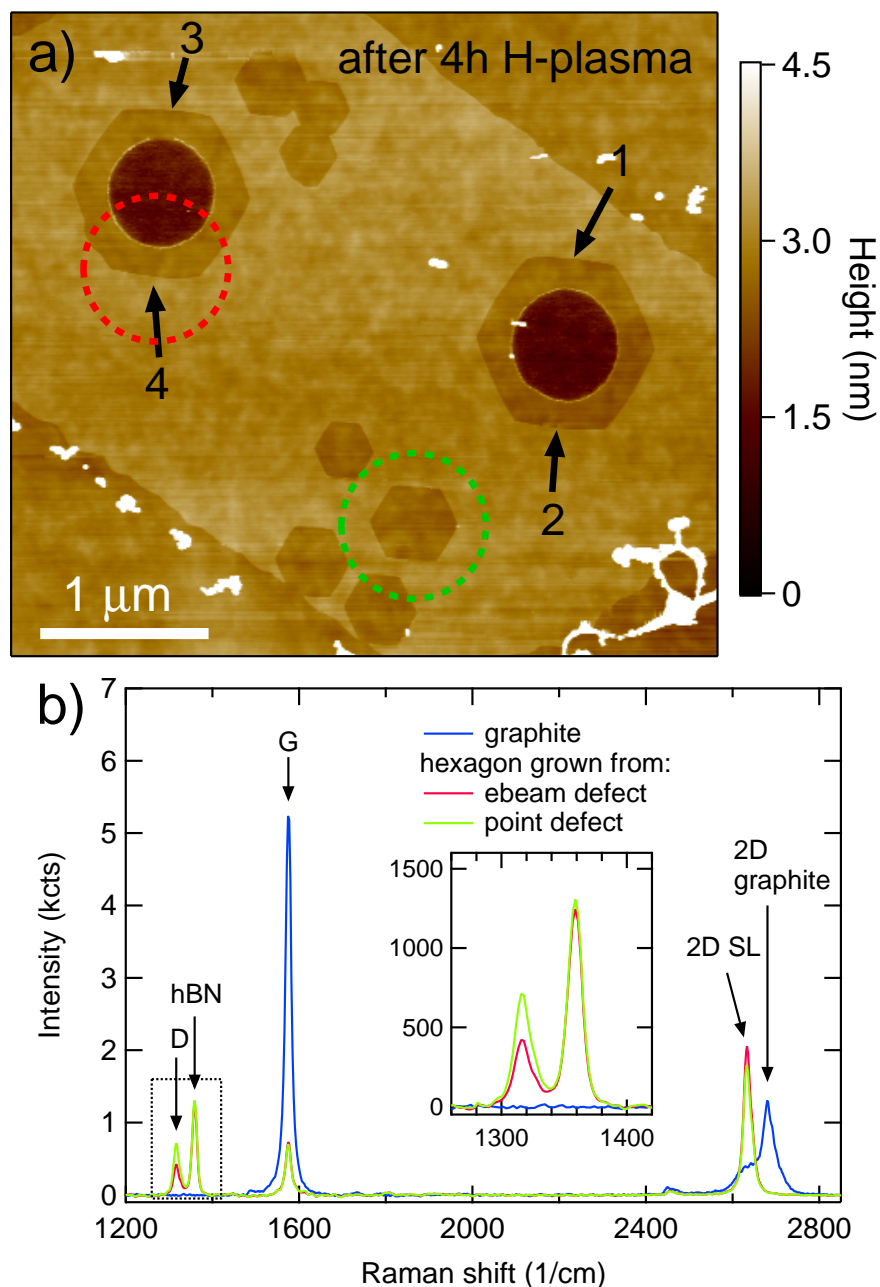 a)
after 4h H-plasma
3
1
4
2
1 μm
4.5
3.0
1.5
0
Height (nm)
b)
7
6
5
4
3
2
1
0
Intensity (kcts)
G
graphite
hexagon grown from:
ebeam defect
point defect
hBN
D
2D
graphite
2D SL
1500
1000
500
0
1300
1400
1200
1600
2000
2400
2800
Raman shift (1/cm)